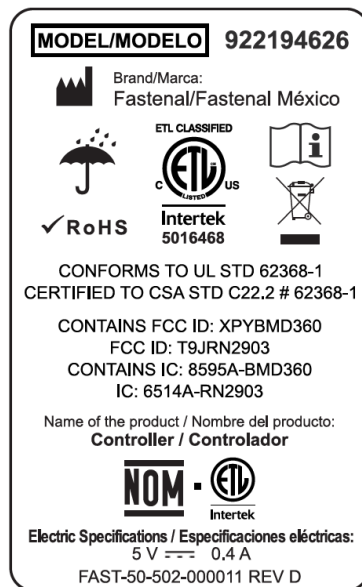 MODEL/MODELO 922194626
Brand/Marca:
Fastenal/Fastenal México
ETL CLASSIFIED
ETL
C US
LISTED
Intertek
5016468
✓RoHS
i
CONFORMS TO UL STD 62368-1
CERTIFIED TO CSA STD C22.2 # 62368-1
CONTAINS FCC ID: XPYBMD360
FCC ID: T9JRN2903
CONTAINS IC: 8595A-BMD360
IC: 6514A-RN2903
Name of the product / Nombre del producto:
Controller / Controlador
NOM
ETL
Intertek
Electric Specifications / Especificaciones eléctricas:
5 V ⎓ 0.4 A
FAST-50-502-000011 REV D